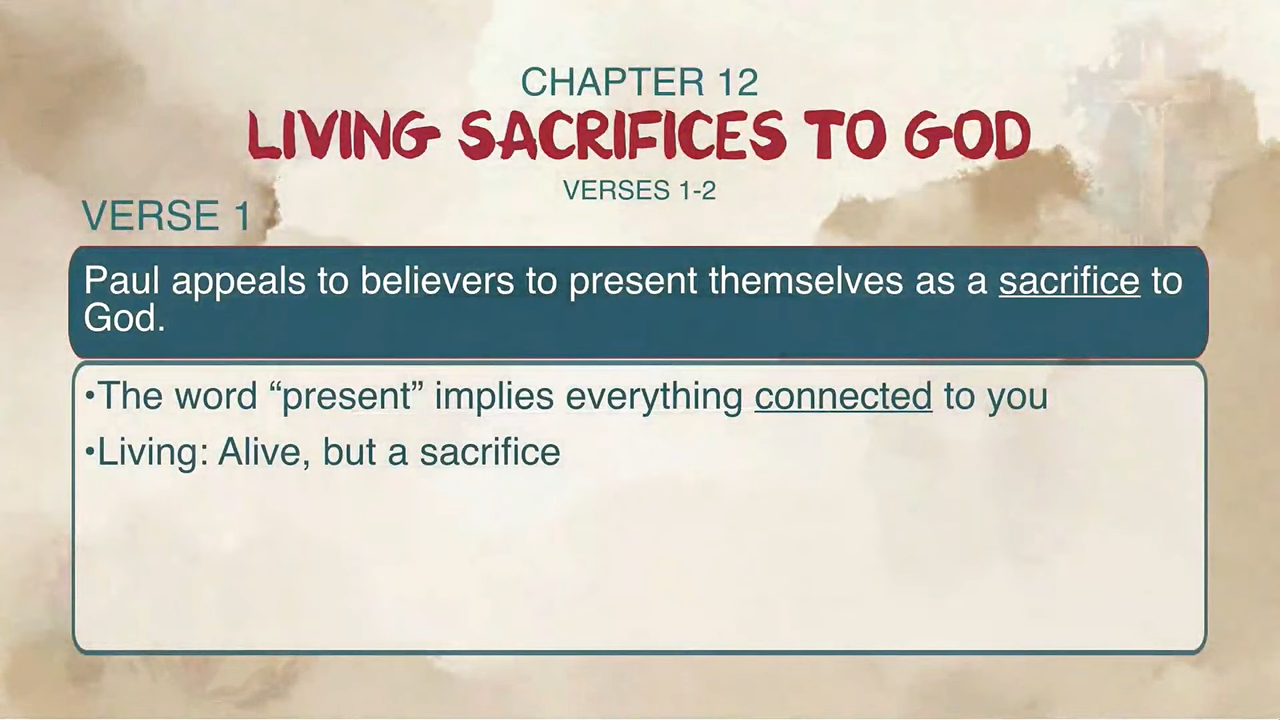 CHAPTER 12
LIVING SACRIFICES TO GOD
VERSES 1-2
VERSE 1
Paul appeals to believers to present themselves as a sacrifice to
God.
•The word “present” implies everything connected to you
•Living: Alive, but a sacrifice